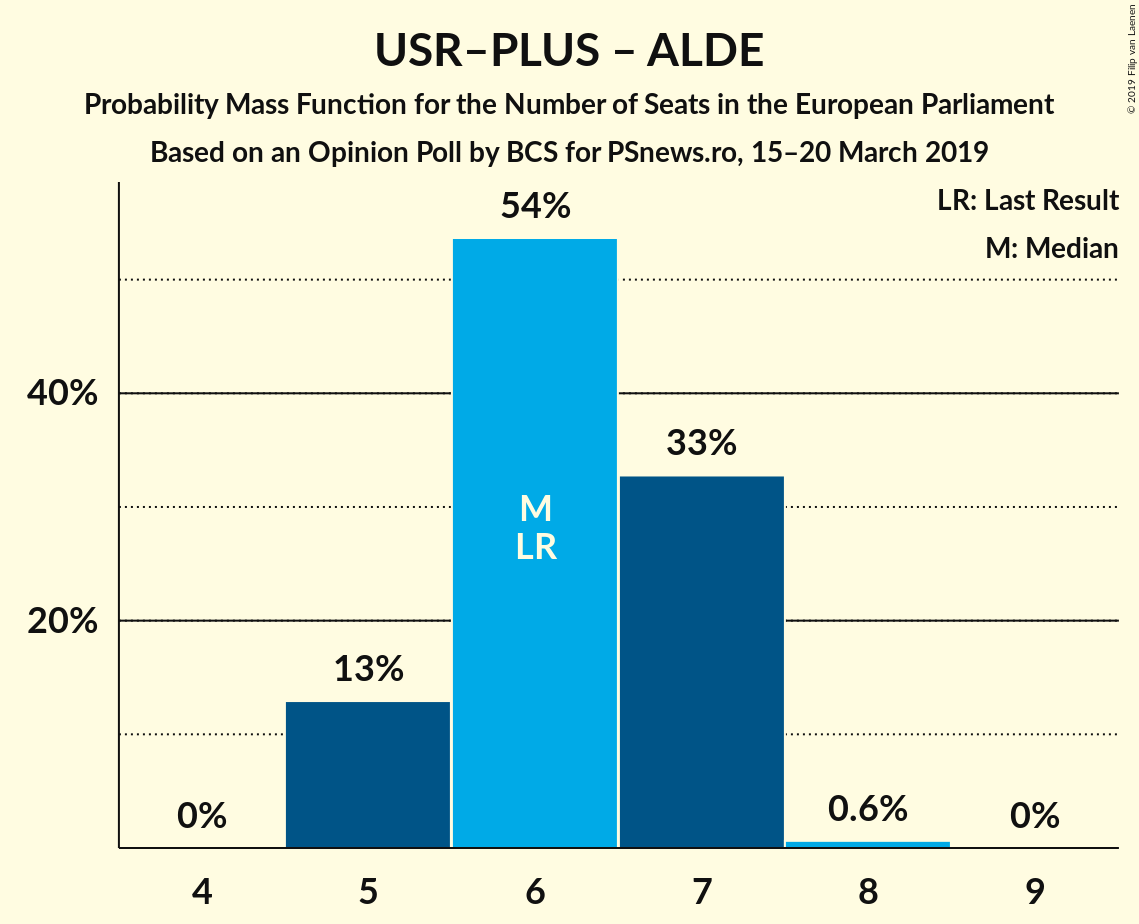 USR–PLUS – ALDE
Probability Mass Function for the Number of Seats in the European Parliament
Based on an Opinion Poll by BCS for PSnews.ro, 15–20 March 2019
© 2019 Filip van Laenen
LR: Last Result
M: Median
54%
40%
33%
M
LR
20%
13%
0%
0.6%
0%
4 5 6 7 8 9